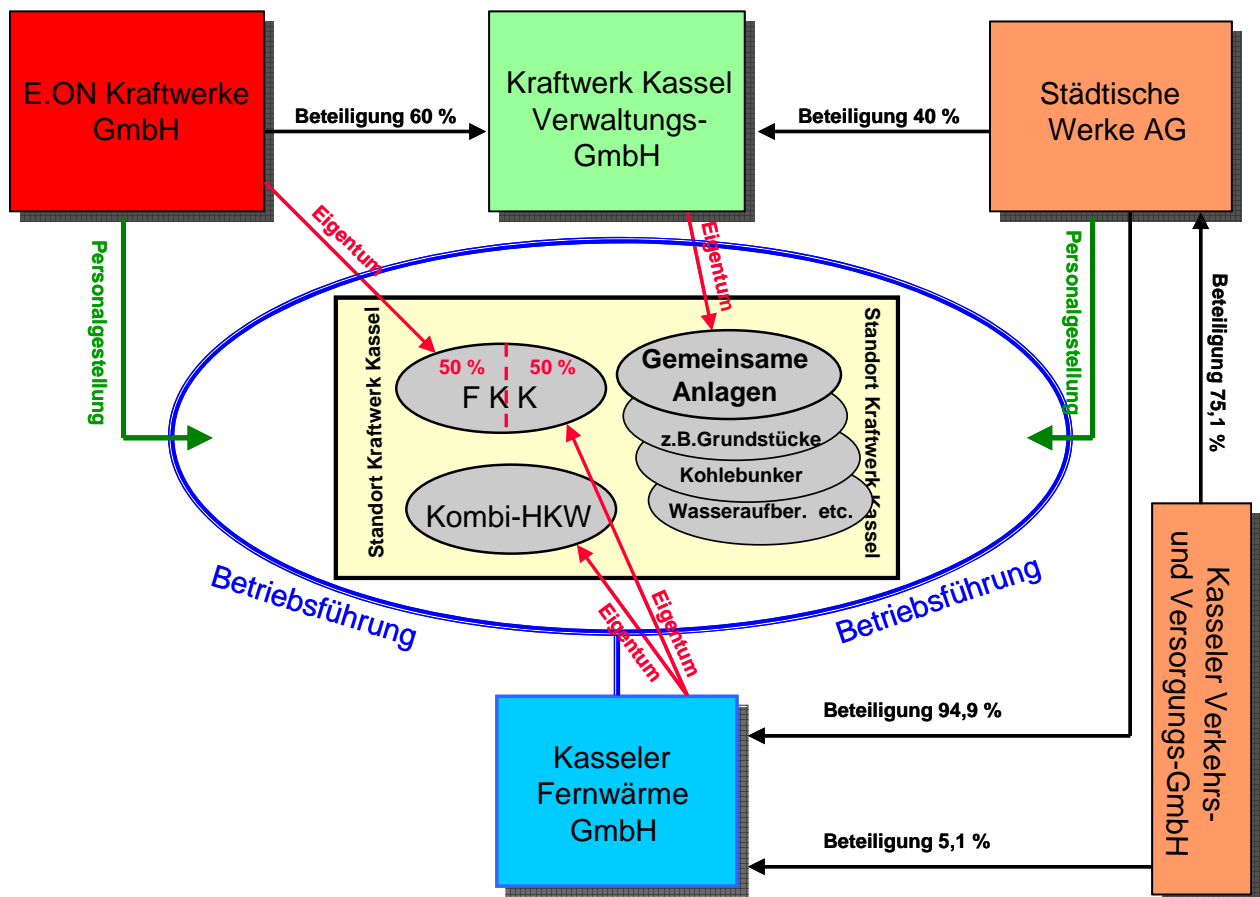 E.ON Kraftwerke
GmbH
Beteiligung 60 %
Kraftwerk Kassel
Verwaltungs-
GmbH
Beteiligung 40 %
Städtische
Werke AG
Eigentum
Eigentum
Personalgestellung
Personalgestellung
Beteiligung 75,1 %
Standort Kraftwerk Kassel
50 % 50 %
F K K
Kombi-HKW
Gemeinsame
Anlagen
z.B.Grundstücke
Kohlebunker
Wasseraufber. etc.
Standort Kraftwerk Kassel
Betriebsführung
Betriebsführung
Eigentum
Eigentum
Kasseler Verkehrs-
und Versorgungs-GmbH
Beteiligung 94,9 %
Kasseler
Fernwärme
GmbH
Beteiligung 5,1 %